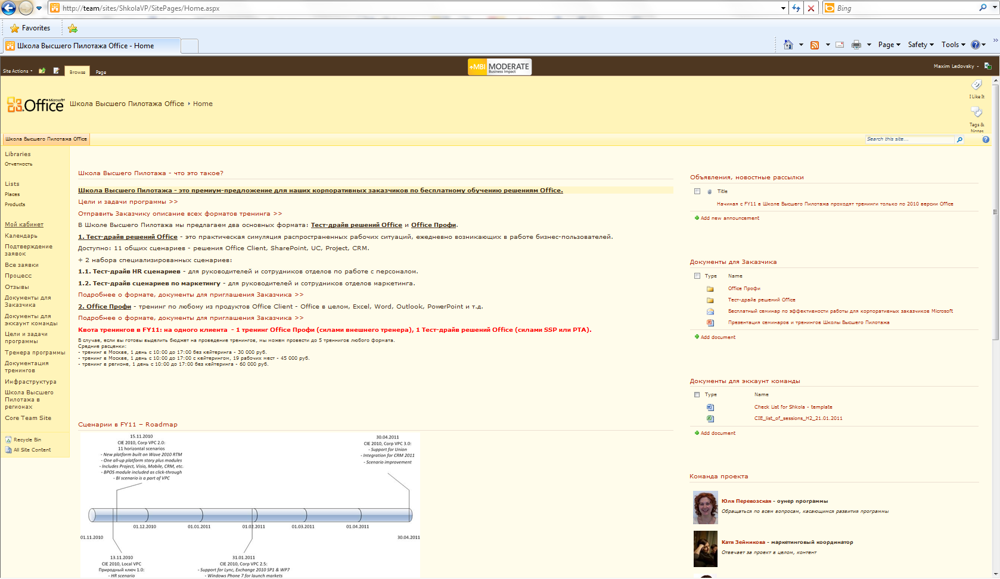 http://team/sites/ShkolaVP/SitePages/Home.aspx
Bing
Favorites
Школа Высшего Пилотажа Office - Home
Page
Safety
Tools
Site Actions
Browse
Page
+MBI MODERATE
Business Impact
Maxim Ledovsky
Microsoft
Office
Школа Высшего Пилотажа Office
Home
I Like It
Tags &
Notes
Школа Высшего Пилотажа Office
Search this site...
Libraries
Отчетность
Lists
Places
Products
Мой кабинет
Календарь
Подтверждение
заявок
Все заявки
Процесс
Отзывы
Документы для
Заказчика
Документы для
эккаунт команды
Цели и задачи
программы
Тренера программы
Документация
тренингов
Инфраструктура
Школа Высшего
Пилотажа в
регионах
Core Team Site
Recycle Bin
All Site Content
Школа Высшего Пилотажа - что это такое?
Школа Высшего Пилотажа - это премиум-предложение для наших корпоративных заказчиков по бесплатному обучению решениям Office.
Цели и задачи программы >>
Отправить Заказчику описание всех форматов тренинга >>
В Школе Высшего Пилотажа мы предлагаем два основных формата: Тест-драйв решений Office и Office Профи.
1. Тест-драйв решений Office - это практическая симуляция распространенных рабочих ситуаций, ежедневно возникающих в работе бизнес-пользователей.
Доступно: 11 общих сценариев - решения Office Client, SharePoint, UC, Project, CRM.
+ 2 набора специализированных сценариев:
1.1. Тест-драйв HR сценариев - для руководителей и сотрудников отделов по работе с персоналом.
1.2. Тест-драйв сценариев по маркетингу - для руководителей и сотрудников отделов маркетинга.
Подробнее о формате, документы для приглашения Заказчика >>
2. Office Профи - тренинг по любому из продуктов Office Client - Office в целом, Excel, Word, Outlook, PowerPoint и т.д.
Подробнее о формате, документы для приглашения Заказчика >>
Квота тренингов в FY11: на одного клиента - 1 тренинг Office Профи (силами внешнего тренера), 1 Тест-драйв решений Office (силами SSP или PTA).
В случае, если вы готовы выделить бюджет на проведение тренингов, мы можем провести до 5 треннигов любого формата.
Средние расценки:
- тренинг в Москве, 1 день с 10:00 до 17:00 без кейтеринга - 30 000 руб.
- тренинг в Москве, 1 день с 10:00 до 17:00 с кейтерингом, 19 рабочих мест - 45 000 руб.
- тренинг в регионе, 1 день с 10:00 до 17:00 без кейтеринга - 60 000 руб.
Сценарии в FY11 – Roadmap
15.11.2010
CIE 2010, Corp VPC 2.0:
11 horizontal scenarios
- New platform built on Wave 2010 RTM
- One all-up platform story plus modules
- Includes Project, Visio, Mobile, CRM, etc.
- BPOS module included as click-through
- BI scenario is a part of VPC
30.04.2011
CIE 2010, Corp VPC 3.0:
- Support for Union
- Integration for CRM 2011
- Scenario improvement
01.12.2010
01.01.2011
01.02.2011
01.03.2011
01.04.2011
01.11.2010
30.04.2011
13.11.2010
CIE 2010, Local VPC
Природный ключ 1.0:
- HR scenario
31.01.2011
CIE 2010, Corp VPC 2.5:
- Support for Lync, Exchange 2010 SP1 & WP7
- Windows Phone 7 for launch markets
Объявления, новостные рассылки
Title
Начиная с FY11 в Школе Высшего Пилотажа проходят тренинги только по 2010 версии Office
Add new announcement
Документы для Заказчика
Type
Name
Office Профи
Тест-драйв решений Office
Бесплатный семинар по эффективности работы для корпоративных заказчиков Microsoft
Презентация семинаров и тренингов Школы Высшего Пилотажа
Add document
Документы для эккаунт команды
Type
Name
Check List for Shkola - template
CIE_list_of_sessions_H2_21.01.2011
Add document
Команда проекта
Юля Перевозская - оунер программы
Обращаться по всем вопросам, касающимся развития программы
Катя Зейникова - маркетинговый координатор
Отвечает за проект в целом, контент